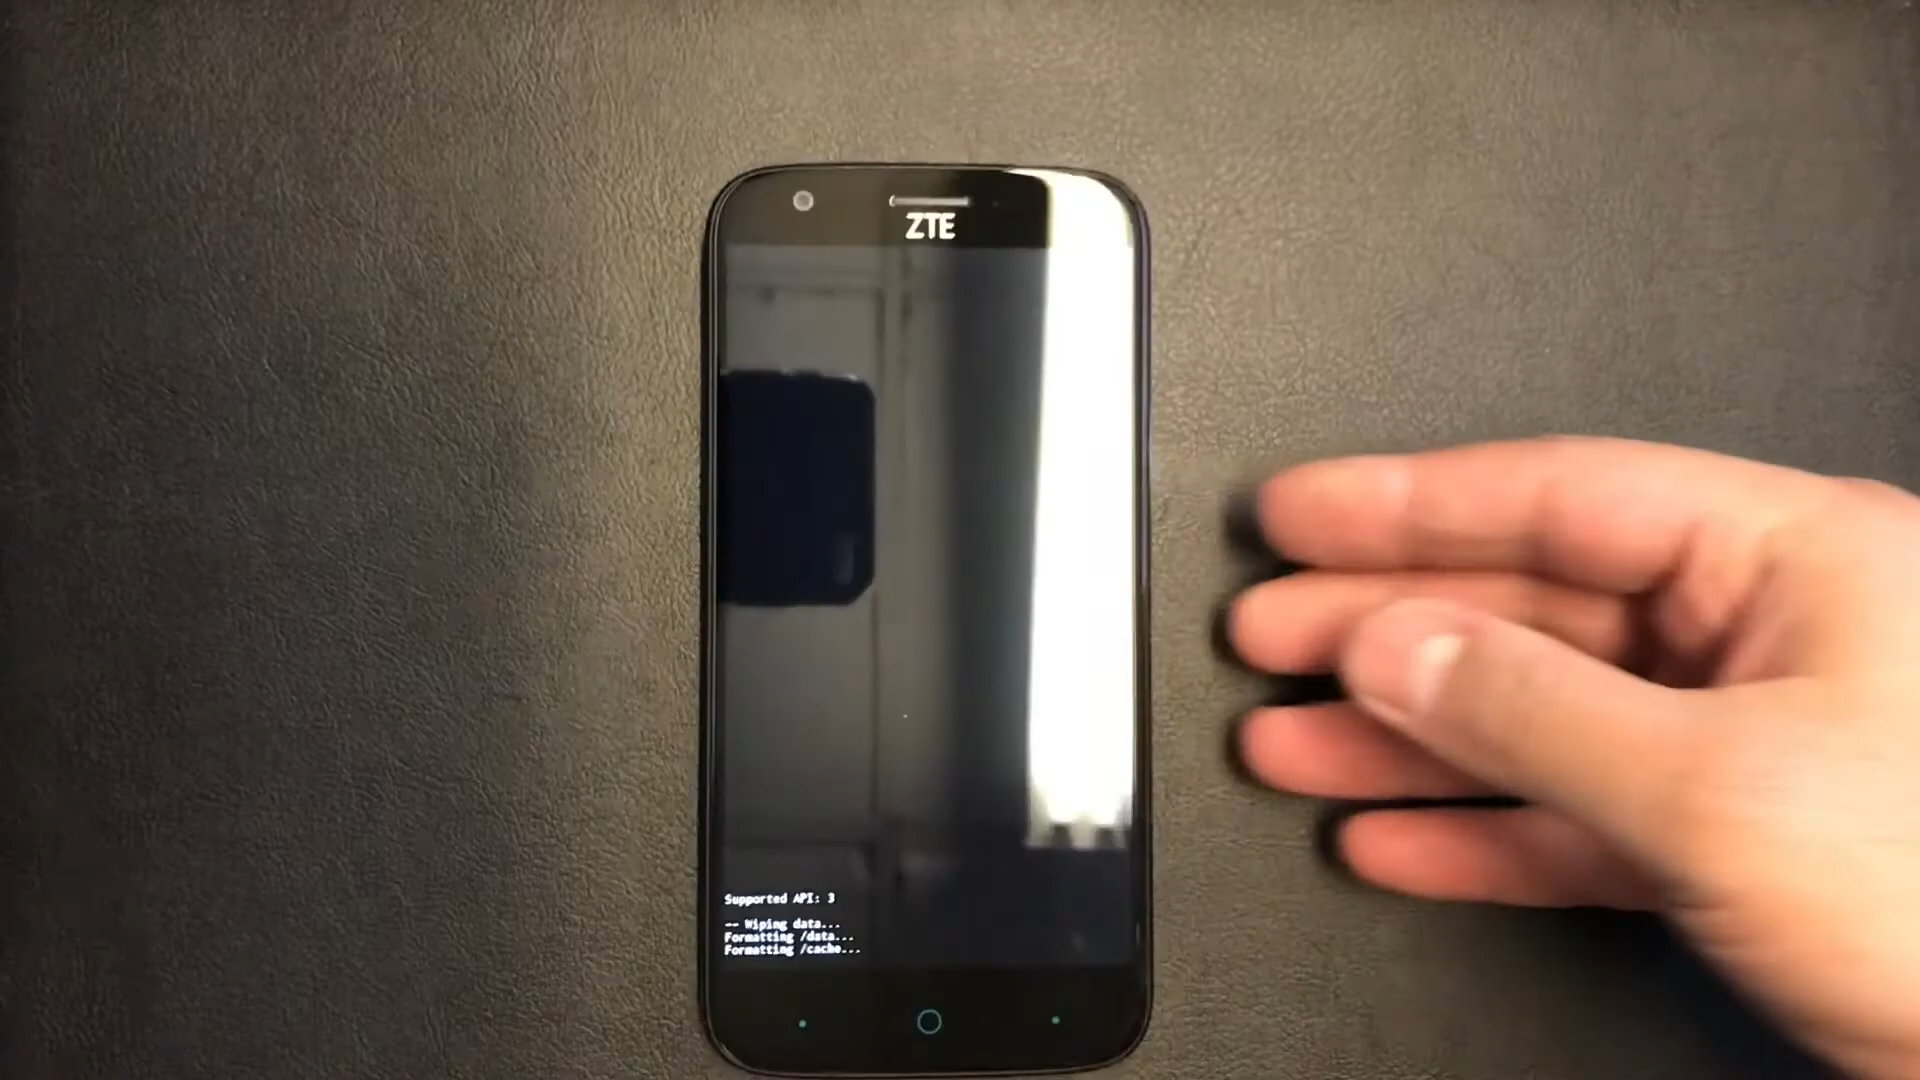 ZTE
Supported API: 3
-- Wiping data...
Formatting /data...
Formatting /cache...